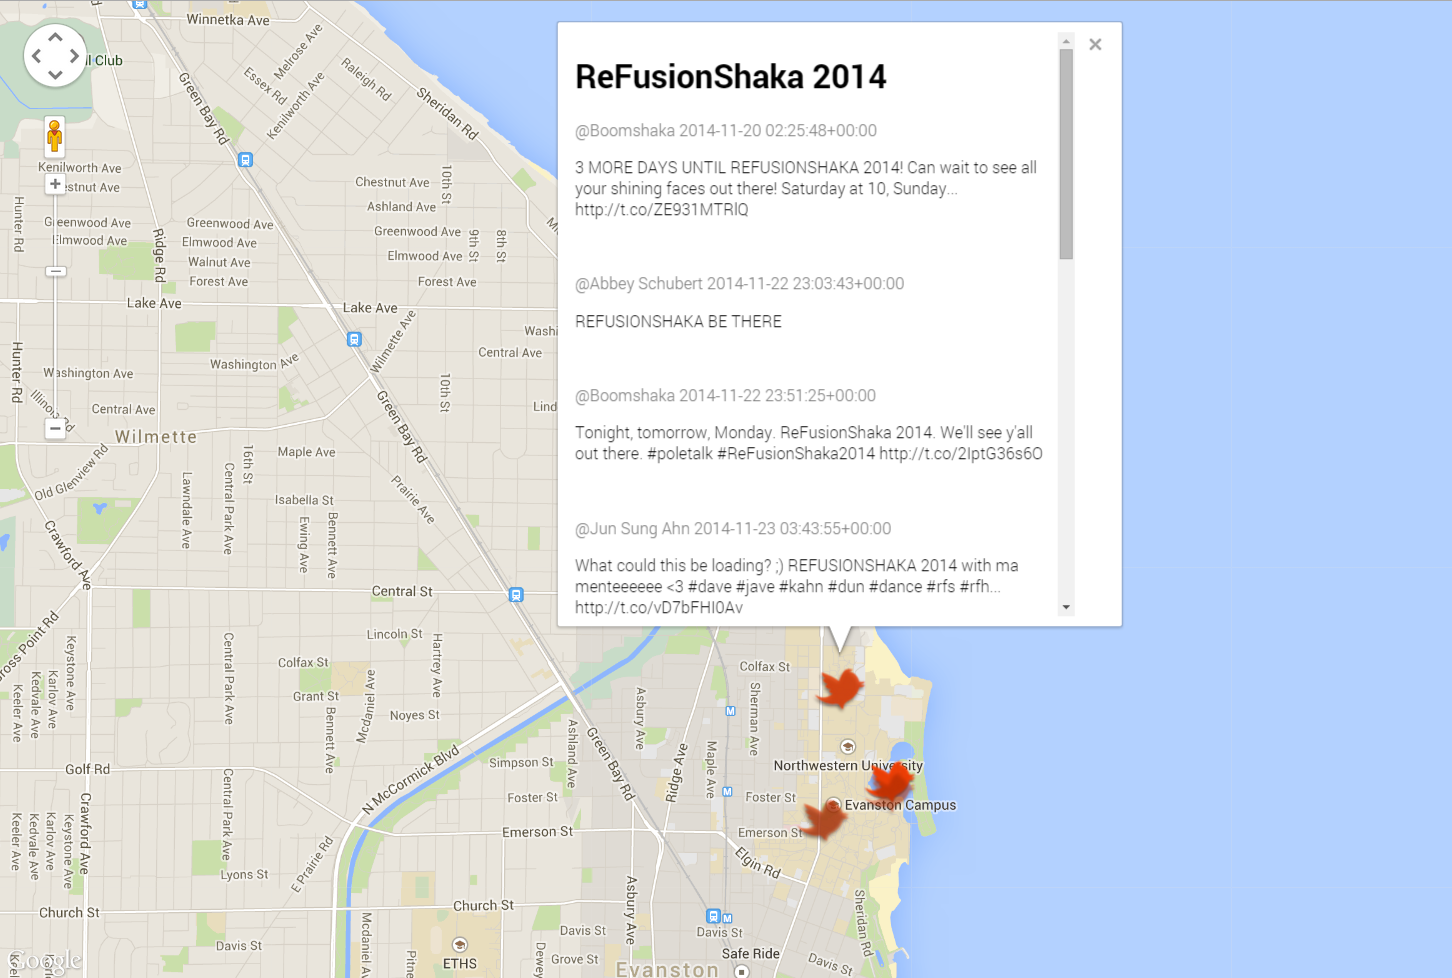 ReFusionShaka 2014
@Boomshaka 2014-11-20 02:25:48+00:00
3 MORE DAYS UNTIL REFUSIONSHAKA 2014! Can wait to see all
your shining faces out there! Saturday at 10, Sunday...
http://t.co/ZE931MTRlQ
@Abbey Schubert 2014-11-22 23:03:43+00:00
REFUSIONSHAKA BE THERE
@Boomshaka 2014-11-22 23:51:25+00:00
Tonight, tomorrow, Monday. ReFusionShaka 2014. We'll see y'all
out there. #poletalk #ReFusionShaka2014 http://t.co/2IptG36s6O
@Jun Sung Ahn 2014-11-23 03:43:55+00:00
What could this be loading? ;) REFUSIONSHAKA 2014 with ma
menteeeeee <3 #dave #jave #kahn #dun #dance #rfs #rfh...
http://t.co/vD7bFHI0Av
Winnetka Ave
Club
Melrose Ave
Essex Rd
Kenilworth Ave
Raleigh Rd
Sheridan Rd
Green Bay Rd
Kenilworth Ave
estnut Ave
Chestnut Ave
10th St
Ashland Ave
Hunter Rd
Greenwood Ave
Greenwood Ave
Greenwood Ave
Elmwood Ave
Elmwood Ave
Elmwood Ave
9th St
8th St
Ridge Rd
Walnut Ave
Forest Ave
Forest Ave
Lake Ave
Lake Ave
Washi
Wilmette Ave
Central Ave
Hunter Rd
Washington Ave
Washington Ave
10th St
Illinois Rd
Central Ave
Lind
Green Bay Rd
Wilmette
16th St
Maple Ave
Old Glenview Rd
Lawndale Ave
Central Park Ave
Prairie Ave
Isabella St
Ewing Ave
Bennett Ave
Crawford Ave
Central St
Cross Point Rd
Lincoln St
Hartrey Ave
Keystone Ave
Karlov Ave
Kedvale Ave
Keeler Ave
Central Park Ave
Colfax St
Grant St
Bennett Ave
Mcdaniel Ave
Noyes St
Colfax St
Sherman Ave
Asbury Ave
Ashland Ave
Green Bay Rd
Golf Rd
N McCormick Blvd
Simpson St
Ridge Ave
Maple Ave
Northwestern University
Evanston Campus
Foster St
Foster St
Emerson St
Emerson St
Crawford Ave
Keeler Ave
Kedvale Ave
Karlov Ave
Keystone Ave
Central Park Ave
E Prairie Rd
Lyons St
Elgin Rd
Church St
Church St
Asbury Ave
Sheridan Rd
Mcdaniel Ave
Davis St
Davis St
Davis St
Davis St
Safe Ride
Pitne
ETHS
Dewey
Grove St
Evanston
Google